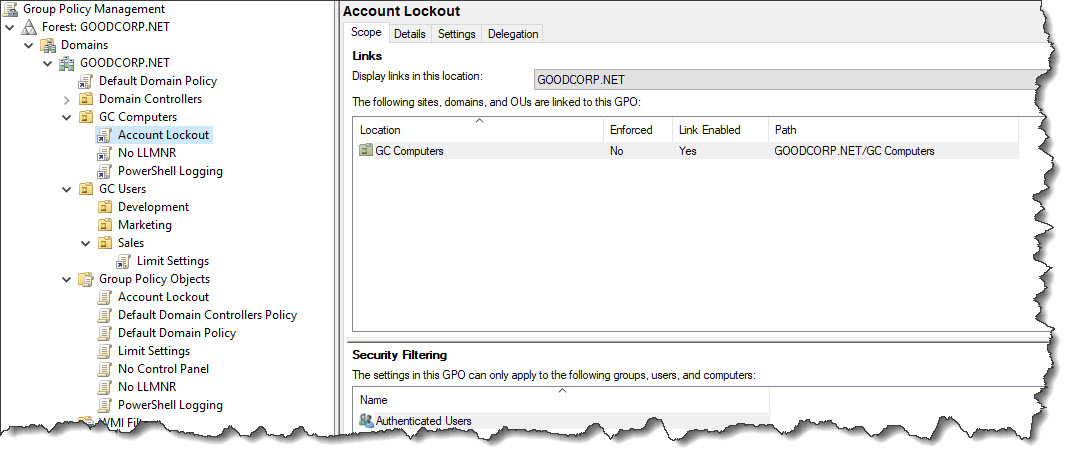 Group Policy Management
Forest: GOODCORP.NET
Domains
GOODCORP.NET
Default Domain Policy
Domain Controllers
GC Computers
Account Lockout
No LLMNR
PowerShell Logging
GC Users
Development
Marketing
Sales
Limit Settings
Group Policy Objects
Account Lockout
Default Domain Controllers Policy
Default Domain Policy
Limit Settings
No Control Panel
No LLMNR
PowerShell Logging
Account Lockout
Scope Details Settings Delegation
Links
Display links in this location: GOODCORP.NET
The following sites, domains, and OUs are linked to this GPO:
Location Enforced Link Enabled Path
GC Computers No Yes GOODCORP.NET/GC Computers
Security Filtering
The settings in this GPO can only apply to the following groups, users, and computers:
Name
Authenticated Users